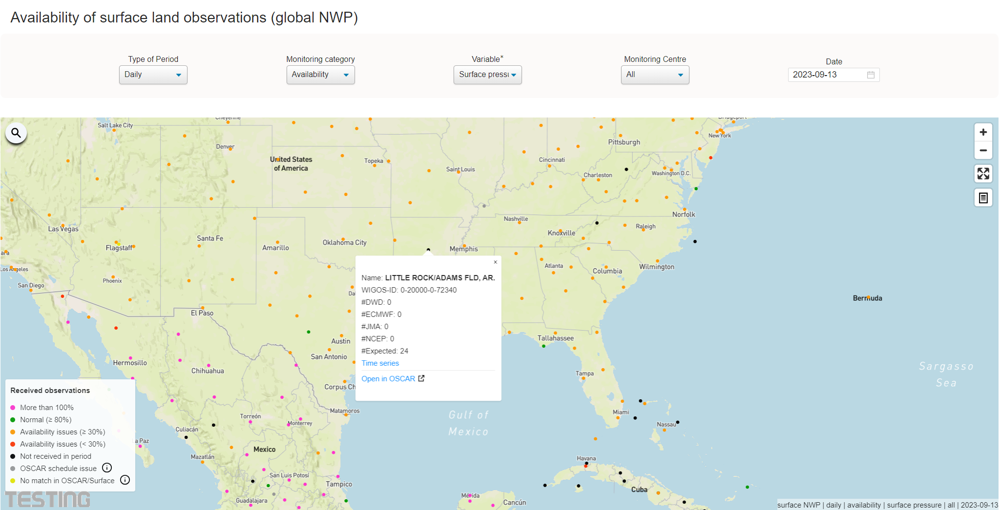 Availability of surface land observations (global NWP)
Type of Period
Monitoring category
Variable*
Monitoring Centre
Date
Daily
Availability
Surface pressu
All
2023-09-13
Cheyenne
Bridgeport
Salt Lake City
New York
Pittsburgh
Denver
United States
of America
Topeka
Cincinnati
Saint Louis
Charleston
Washington D.C.
Norfolk
Nashville
Raleigh
Las Vegas
Knoxville
Santa Fe
Oklahoma City
Flagstaff
Amarillo
Memphis
ara
Los Angeles
Atlanta
Columbia
Wilmington
Phoenix
San Diego
Da
Bermuda
El Paso
×
Name: LITTLE ROCK/ADAMS FLD, AR.
WIGOS-ID: 0-20000-0-72340
#DWD: 0
#ECMWF: 0
#JMA: 0
#NCEP: 0
#Expected: 24
Time series
Open in OSCAR
Austin
Tallahassee
San Antonio
Hermosillo
Chihuahua
Sargasso
Sea
Tampa
Corpus Ch
Matamoros
Gulf of
Mexico
Miami
Torreón
Monterrey
Nassau
Culiacán
a Paz
Mexico
Mazatlán
Havana
San Luis Potosí
Tampico
Cuba
Guadalajara
Mérida
Cancún
Received observations
More than 100%
Normal (≥ 80%)
Availability issues (≥ 30%)
Availability issues (< 30%)
Not received in period
OSCAR schedule issue
No match in OSCAR/Surface
TESTING
surface NWP | daily | availability | surface pressure | all | 2023-09-13